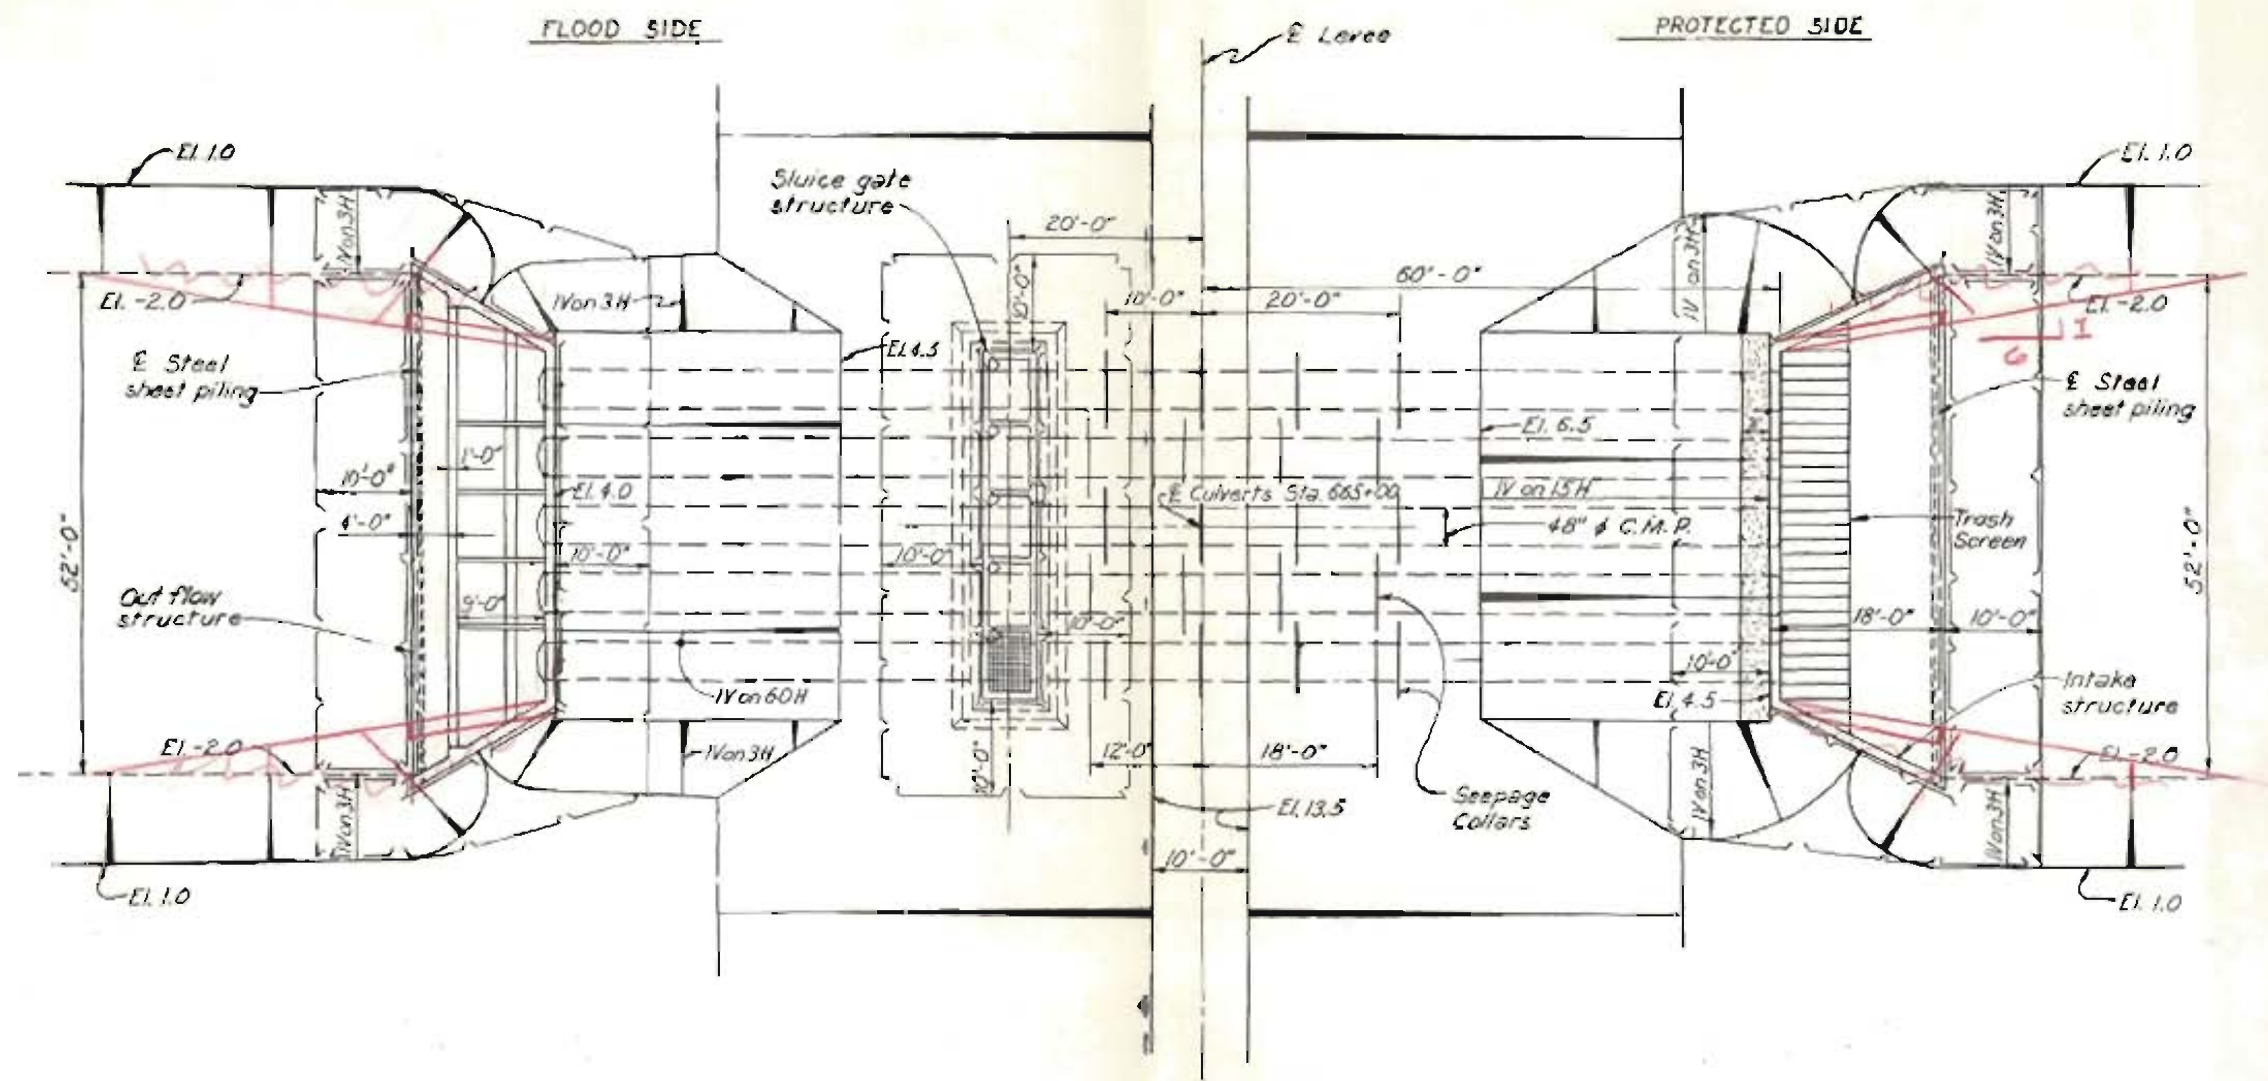 FLOOD SIDE
℄ Levee
PROTECTED SIDE
El. 1.0
El. 1.0
Sluice gate
structure
20'-0"
1V on 3H
1V on 3H
1V on 3H
10'-0"
60'-0"
El. -2.0
1V on 3H
10'-0"
20'-0"
El. -2.0
1
6
℄ Steel
sheet piling
El. 4.5
℄ Steel
sheet piling
El. 6.5
1'-0"
10'-0"
El. 4.0
℄ Culverts Sta. 665+00
1V on 1.5H
4'-0"
48" ϕ C.M.P.
Trash
Screen
52'-0"
10'-0"
10'-0"
52'-0"
Out flow
structure
9'-0"
10'-0"
18'-0"
10'-0"
10'-0"
1V on 60H
El. 4.5
Intake
structure
El. -2.0
1V on 3H
10'-0"
12'-0"
18'-0"
El. -2.0
1V on 3H
1V on 3H
1V on 3H
El. 13.5
Seepage
Collars
10'-0"
El. 1.0
El. 1.0